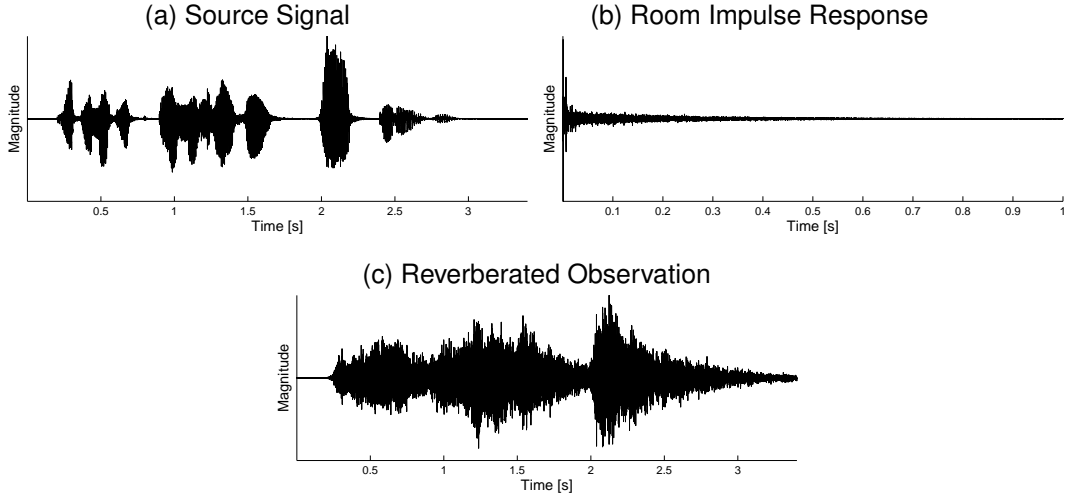 (a) Source Signal
Magnitude
0.5 1 1.5 2 2.5 3
Time [s]
(b) Room Impulse Response
Magnitude
0.1 0.2 0.3 0.4 0.5 0.6 0.7 0.8 0.9 1
Time [s]
(c) Reverberated Observation
Magnitude
0.5 1 1.5 2 2.5 3
Time [s]